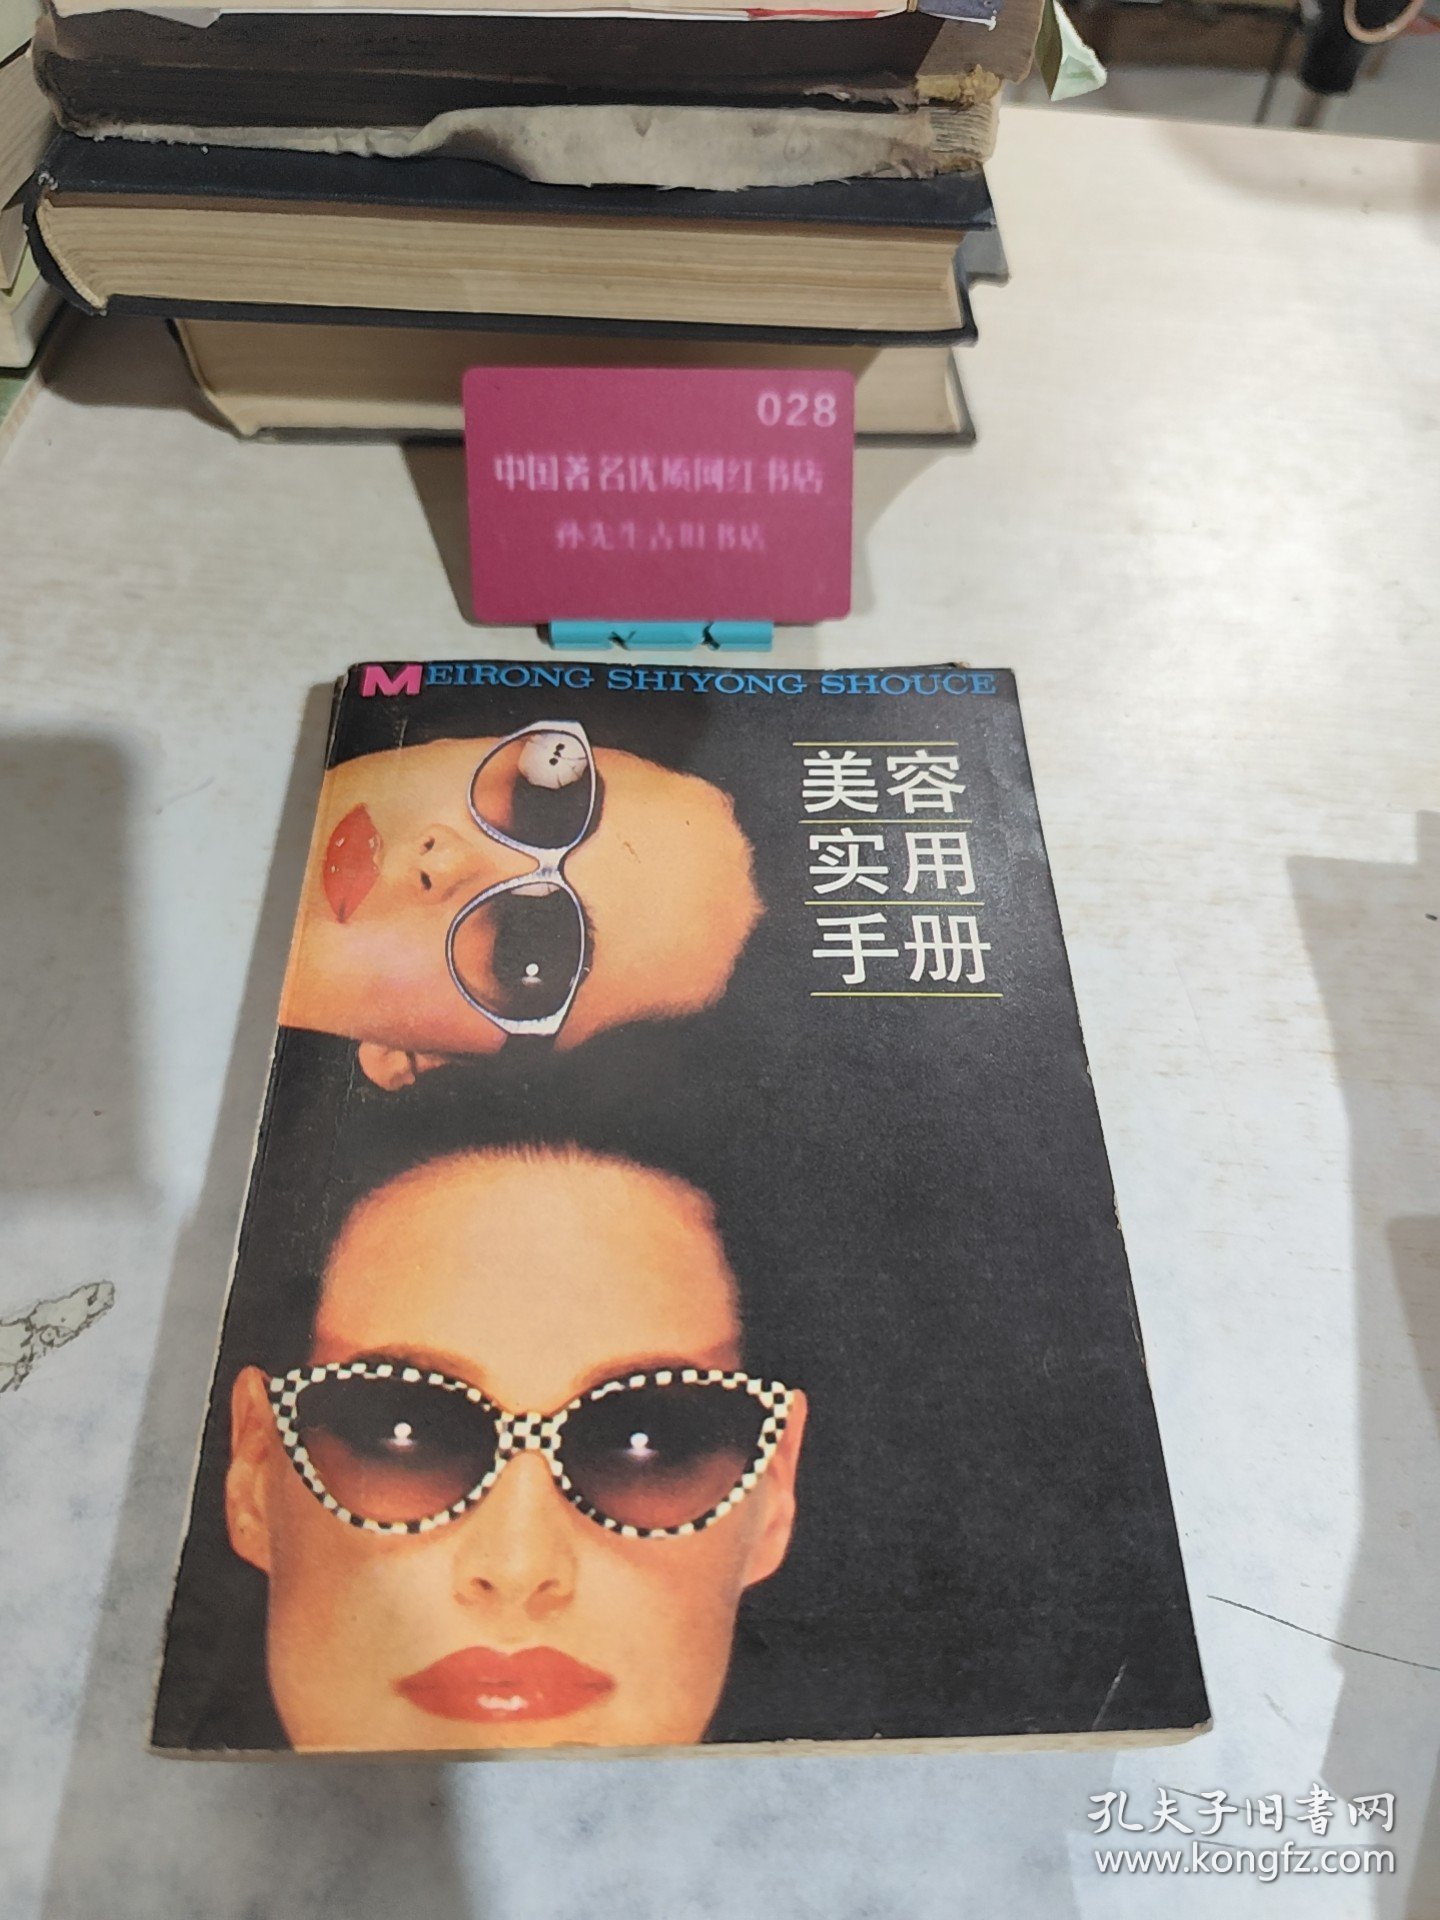 028
中国著名优质网红书店
孙先生古旧书店
MEIRONG SHIYONG SHOUCE
美容
实用
手册
孔夫子旧书网
www.kongfz.com